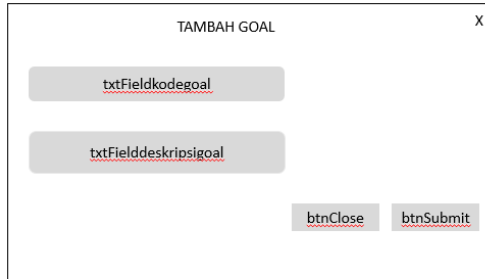 TAMBAH GOAL
X
txtFieldkodegoal
txtFielddeskripsigoal
btnClose
btnSubmit